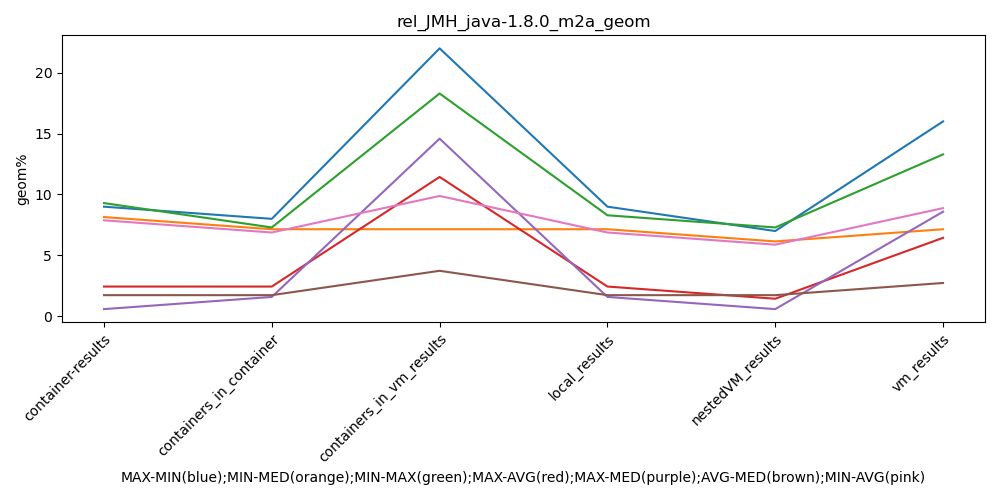 rel_JMH_java-1.8.0_m2a_geom
geom%
20
15
10
5
0
container-results
containers_in_container
containers_in_vm_results
local_results
nestedVM_results
vm_results
MAX-MIN(blue);MIN-MED(orange);MIN-MAX(green);MAX-AVG(red);MAX-MED(purple);AVG-MED(brown);MIN-AVG(pink)